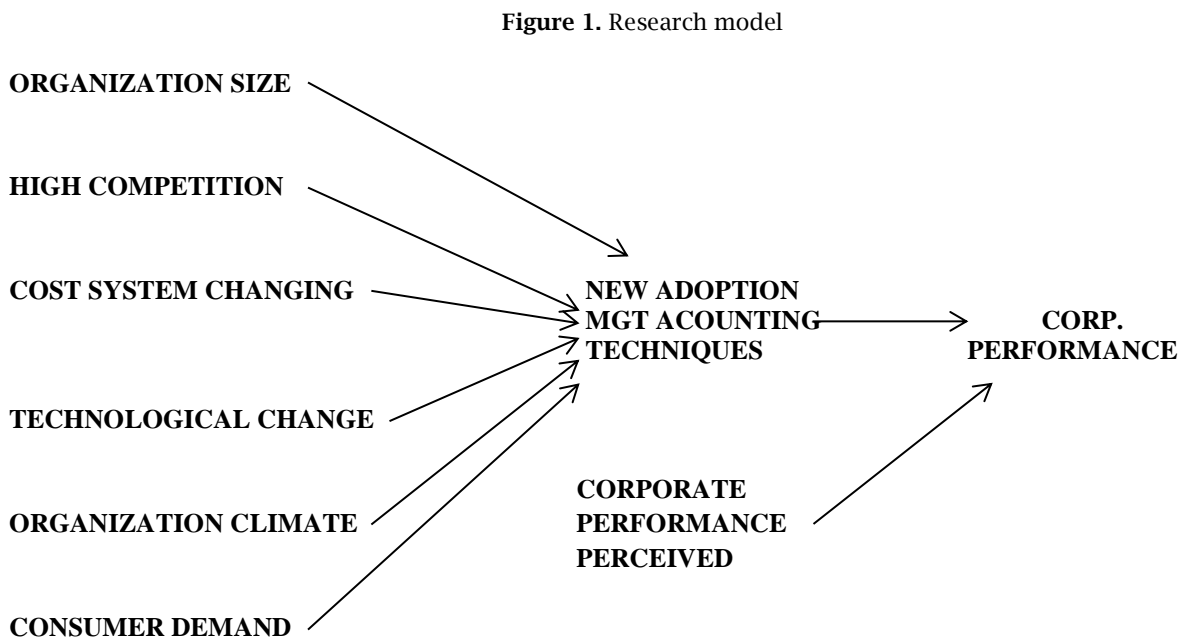 Figure 1. Research model
ORGANIZATION SIZE
HIGH COMPETITION
COST SYSTEM CHANGING
TECHNOLOGICAL CHANGE
ORGANIZATION CLIMATE
CONSUMER DEMAND
NEW ADOPTION
MGT ACOUNTING
TECHNIQUES
CORPORATE
PERFORMANCE
PERCEIVED
CORP.
PERFORMANCE